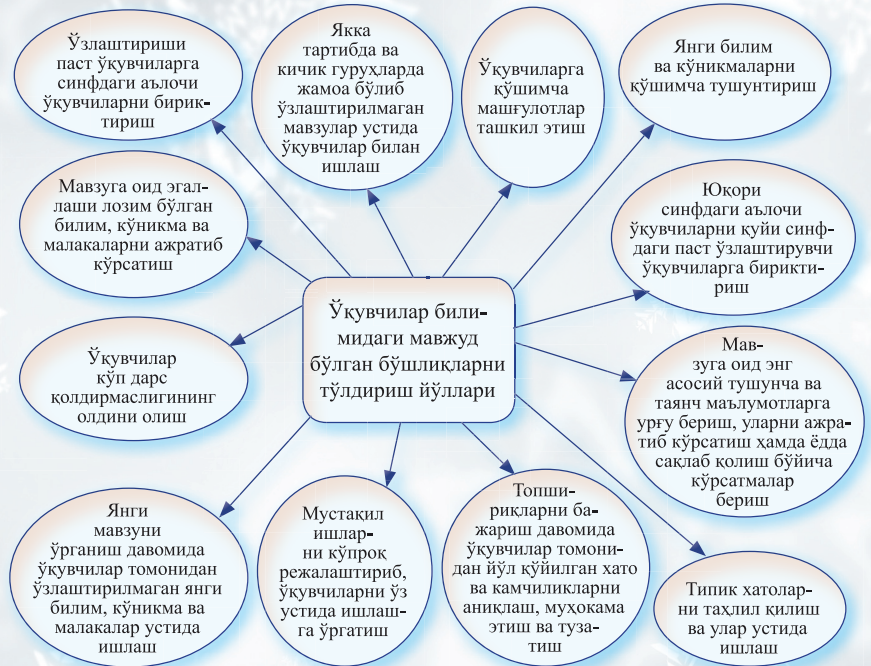 Ўзлаштириши
паст ўқувчиларга
синфдаги аълочи
ўқувчиларни бирик-
тириш
Якка
тартибда ва
кичик гуруҳларда
жамоа бўлиб
ўзлаштирилмаган
мавзулар устида
ўқувчилар билан
ишлаш
Ўқувчиларга
қўшимча
машғулотлар
ташкил этиш
Янги билим
ва кўникмаларни
қўшимча тушунтириш
Мавзуга оид эгал-
лаши лозим бўлган
билим, кўникма ва
малакаларни ажратиб
кўрсатиш
Юқори
синфдаги аълочи
ўқувчиларни қуйи синф-
даги паст ўзлаштирувчи
ўқувчиларга бирикти-
риш
Ўқувчилар били-
мидаги мавжуд
бўлган бўшлиқларни
тўлдириш йўллари
Ўқувчилар
кўп дарс
қолдирмаслигининг
олдини олиш
Мав-
зуга оид энг
асосий тушунча ва
таянч маълумотларга
урғу бериш, уларни ажра-
тиб кўрсатиш ҳамда ёдда
сақлаб қолиш бўйича
кўрсатмалар
бериш
Янги
мавзуни
ўрганиш давомида
ўқувчилар томонидан
ўзлаштирилмаган янги
билим, кўникма ва
малакалар устида
ишлаш
Мустақил
ишлар-
ни кўпроқ
режалаштириб,
ўқувчиларни ўз
устида ишлаш-
га ўргатиш
Топши-
риқларни ба-
жариш давомида
ўқувчилар томони-
дан йўл қўйилган хато
ва камчиликларни
аниқлаш, муҳокама
этиш ва туза-
тиш
Типик хатолар-
ни таҳлил қилиш
ва улар устида
ишлаш